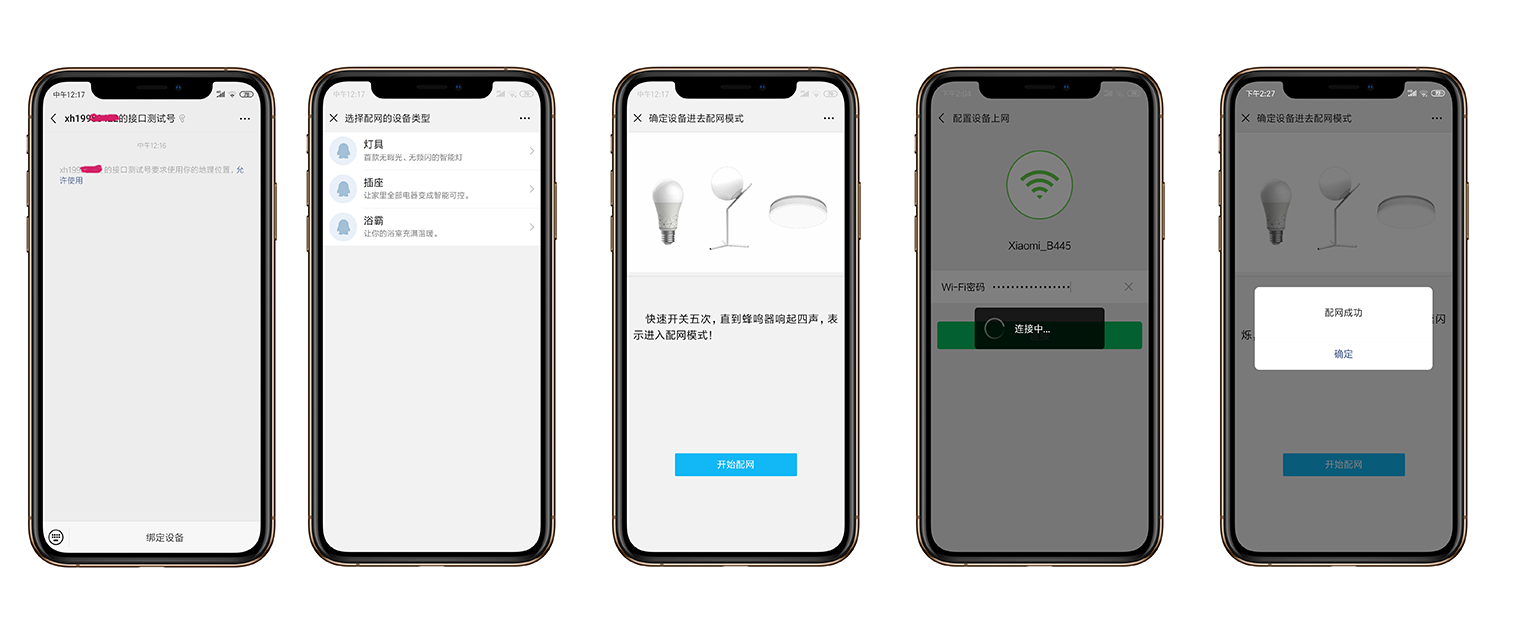 中午12:17
xh199
的接口测试号
中午12:16
xh199
的接口测试号要求使用你的地理位置, 允
许使用
绑定设备
中午12:17
选择配网的设备类型
灯具
首款无暇光、无频闪的智能灯
插座
让家里全部电器变成智能可控。
浴霸
让你的浴室充满温暖。
中午12:17
确定设备进去配网模式
快速开关五次，直到蜂鸣器响起四声，表
示进入配网模式！
开始配网
配置设备上网
Xiaomi_B445
Wi-Fi密码
连接中...
下午2:27
确定设备进去配网模式
闪
烁,
配网成功
确定
开始配网